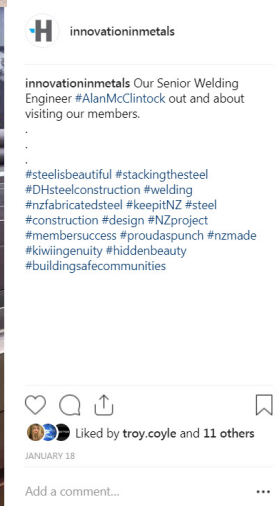 innovationinmetals
innovationinmetals Our Senior Welding
Engineer #AlanMcClintock out and about
visiting our members.
.
.
.
#steelisbeautiful #stackingthesteel
#DHsteelconstruction #welding
#nzfabricatedsteel #keepitNZ #steel
#construction #design #NZproject
#membersuccess #proudaspunch #nzmade
#kiwiingenuity #hiddenbeauty
#buildingsafecommunities
Liked by troy.coyle and 11 others
JANUARY 18
Add a comment...